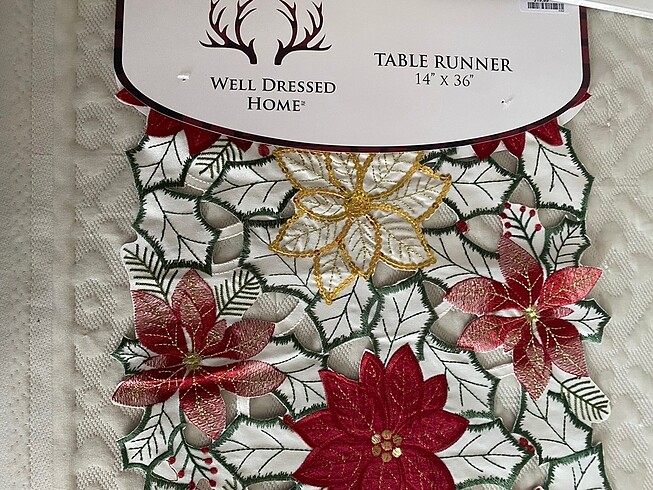 WELL DRESSED
HOME
TABLE RUNNER
14" X 36"